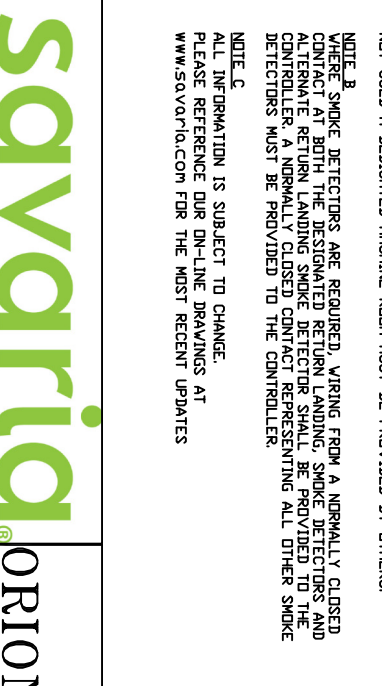 NOTE B
WHERE SMOKE DETECTORS ARE REQUIRED, WIRING FROM A NORMALLY CLOSED
CONTACT AT BOTH THE DESIGNATED RETURN LANDING, SMOKE DETECTORS AND
ALTERNATE RETURN LANDING SMOKE DETECTOR SHALL BE PROVIDED TO THE
CONTROLLER. A NORMALLY CLOSED CONTACT REPRESENTING ALL OTHER SMOKE
DETECTORS MUST BE PROVIDED TO THE CONTROLLER.
NOTE C
ALL INFORMATION IS SUBJECT TO CHANGE.
PLEASE REFERENCE OUR ON-LINE DRAWINGS AT
www.savaria.com FOR THE MOST RECENT UPDATES
savaria®
ORION